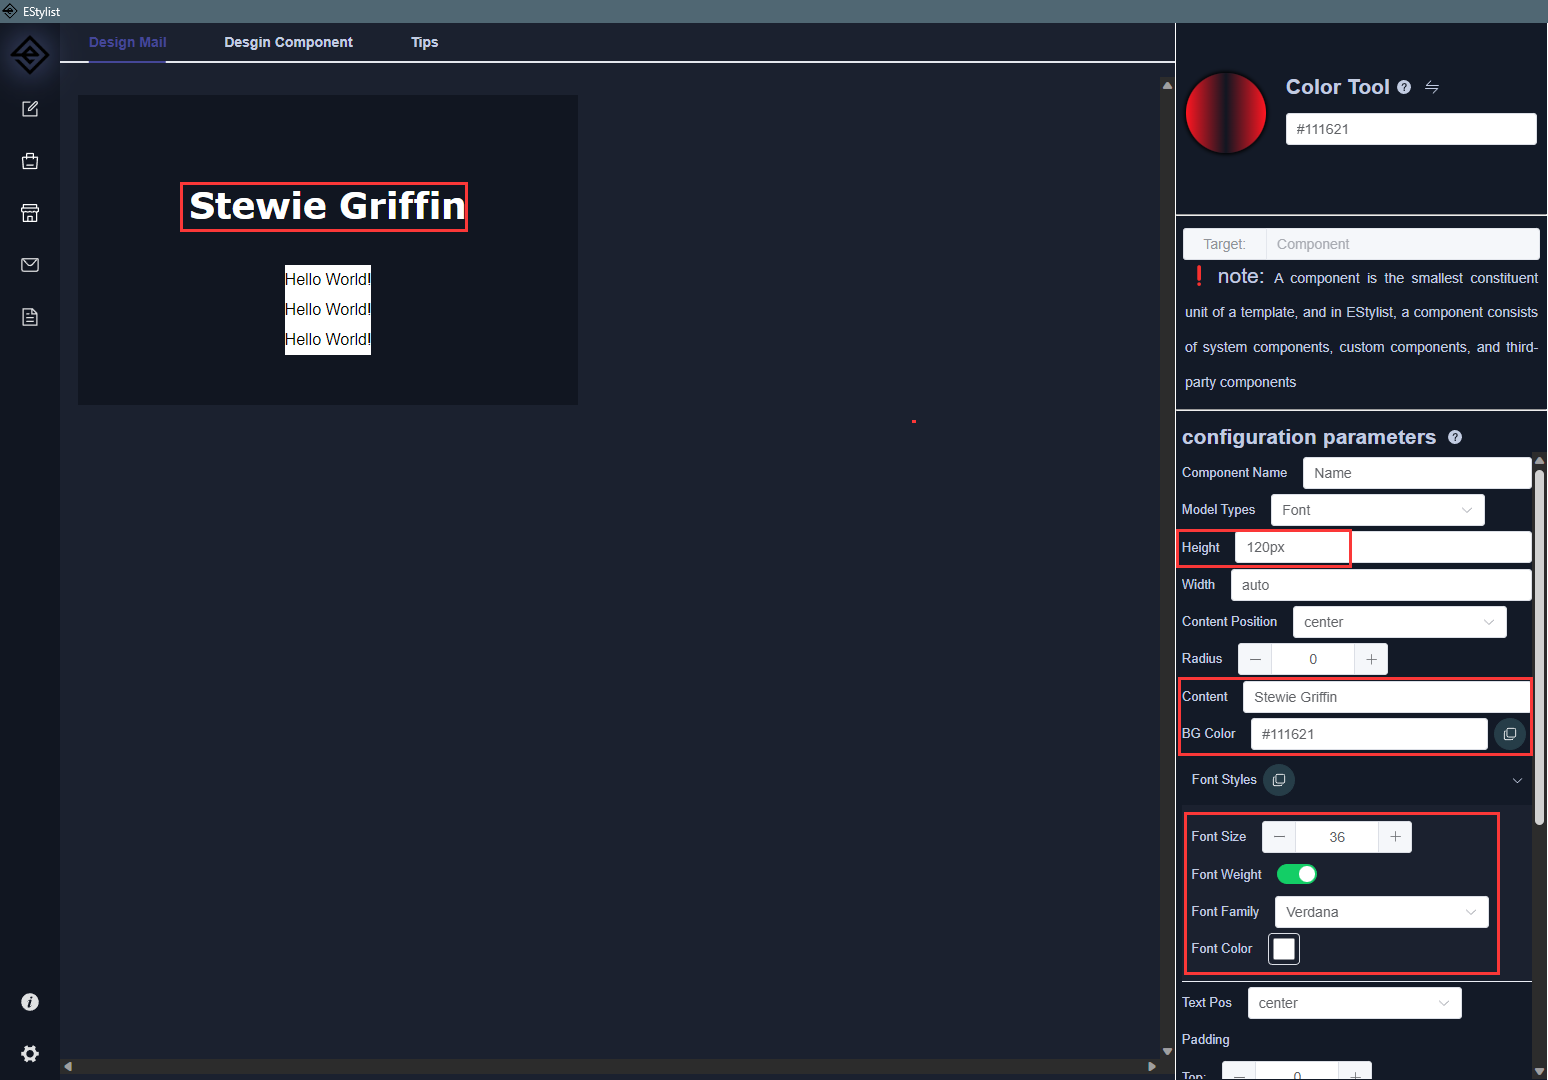 EStylist
Design Mail
Desgin Component
Tips
Stewie Griffin
Hello World!
Hello World!
Hello World!
Color Tool
#111621
Target:
Component
❗ note: A component is the smallest constituent
unit of a template, and in EStylist, a component consists
of system components, custom components, and third-
party components
configuration parameters
Component Name
Name
Model Types
Font
Height
120px
Width
auto
Content Position
center
Radius
0
Content
Stewie Griffin
BG Color
#111621
Font Styles
Font Size
36
Font Weight
Font Family
Verdana
Font Color
Text Pos
center
Padding
Top:
0